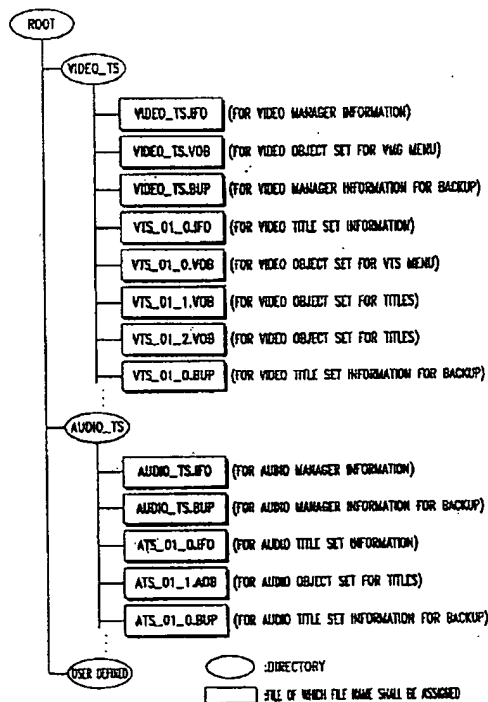 ROOT
VIDEO_TS
VIDEO_TS.IFO (FOR VIDEO MANAGER INFORMATION)
VIDEO_TS.VOB (FOR VIDEO OBJECT SET FOR VMG MENU)
VIDEO_TS.BUP (FOR VIDEO MANAGER INFORMATION FOR BACKUP)
VTS_01_0.IFO (FOR VIDEO TITLE SET INFORMATION)
VTS_01_0.VOB (FOR VIDEO OBJECT SET FOR VTS MENU)
VTS_01_1.VOB (FOR VIDEO OBJECT SET FOR TITLES)
VTS_01_2.VOB (FOR VIDEO OBJECT SET FOR TITLES)
VTS_01_0.BUP (FOR VIDEO TITLE SET INFORMATION FOR BACKUP)
AUDIO_TS
AUDIO_TS.IFO (FOR AUDIO MANAGER INFORMATION)
AUDIO_TS.BUP (FOR AUDIO MANAGER INFORMATION FOR BACKUP)
ATS_01_0.IFO (FOR AUDIO TITLE SET INFORMATION)
ATS_01_1.AOB (FOR AUDIO OBJECT SET FOR TITLES)
ATS_01_0.BUP (FOR AUDIO TITLE SET INFORMATION FOR BACKUP)
USER DEFINED
:DIRECTORY
:FILE OF WHICH FILE NAME SHALL BE ASSIGNED